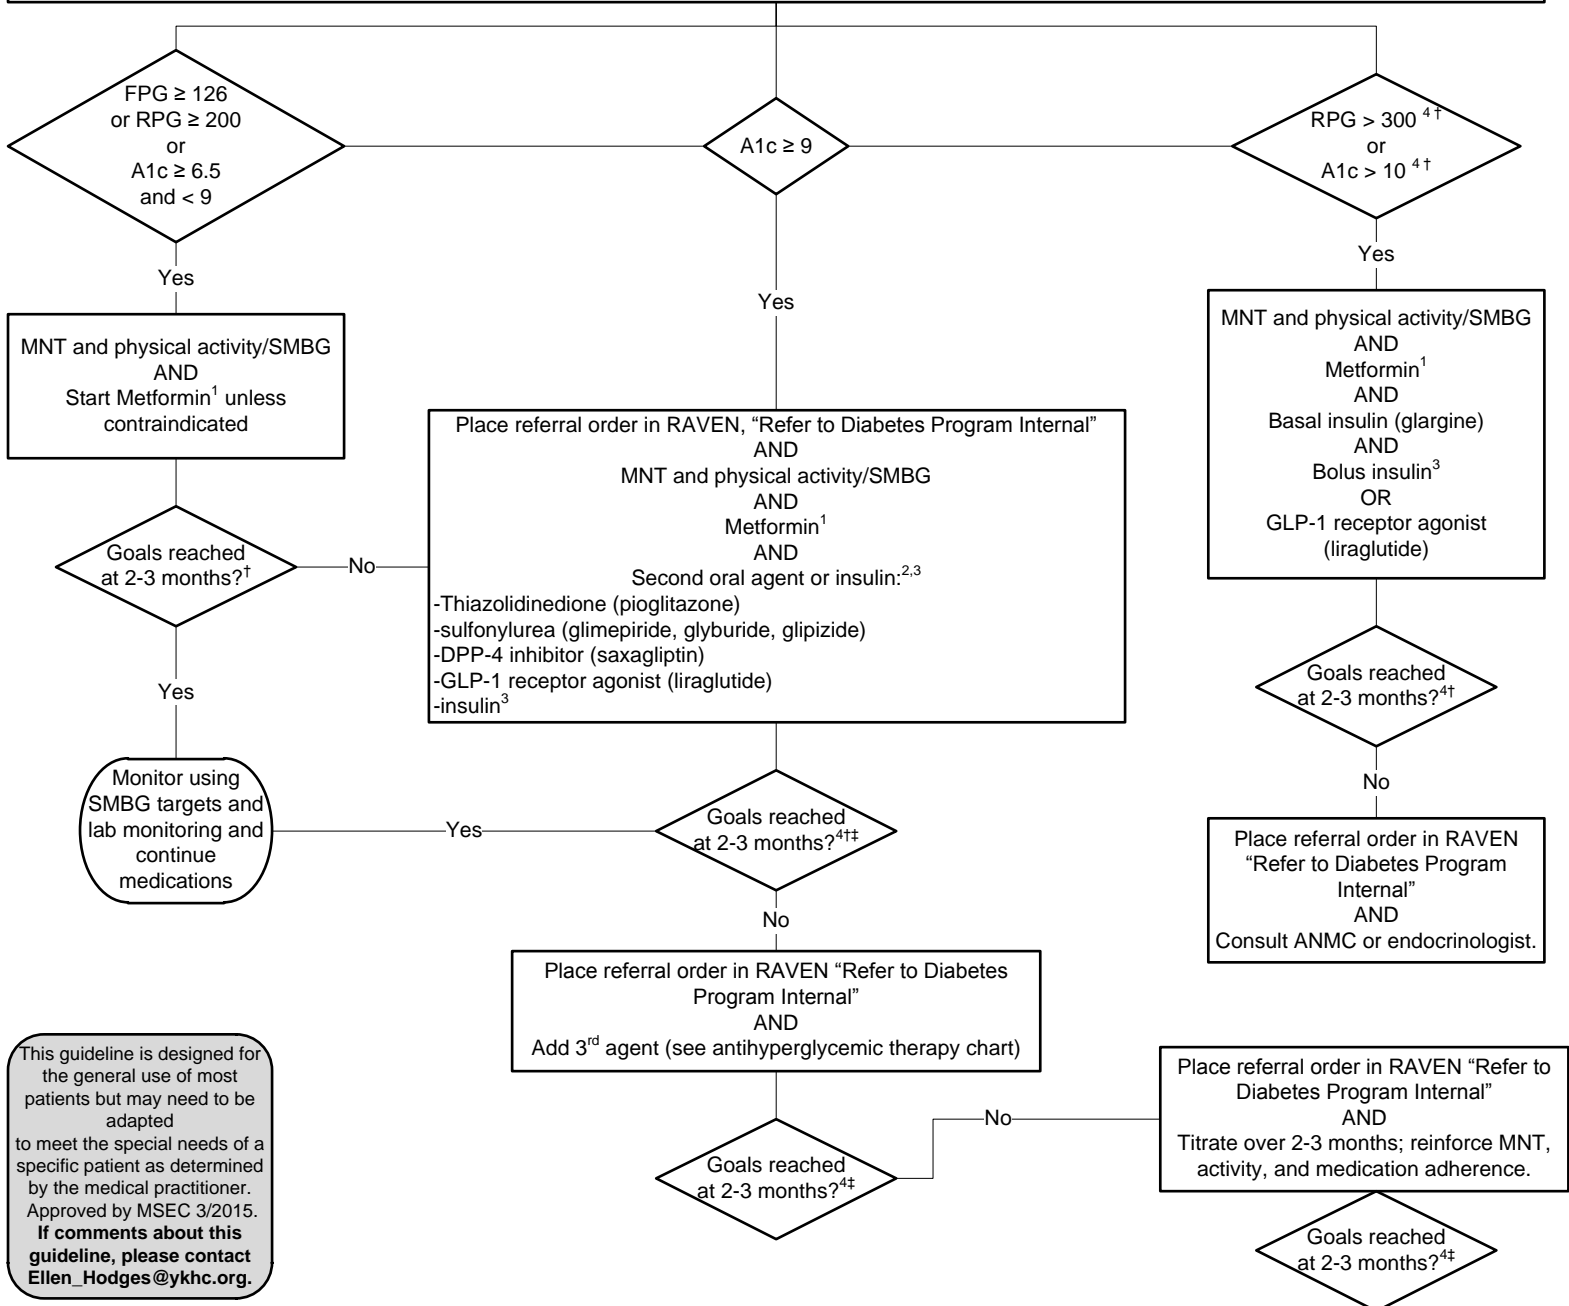 FPG ≥ 126
or RPG ≥ 200
or
A1c ≥ 6.5
and < 9
A1c ≥ 9
RPG > 300 4 †
or
A1c > 10 4 †
Yes
Yes
Yes
MNT and physical activity/SMBG
AND
Start Metformin1 unless
contraindicated
Place referral order in RAVEN, “Refer to Diabetes Program Internal”
AND
MNT and physical activity/SMBG
AND
Metformin1
AND
Second oral agent or insulin:2,3
-Thiazolidinedione (pioglitazone)
-sulfonylurea (glimepiride, glyburide, glipizide)
-DPP-4 inhibitor (saxagliptin)
-GLP-1 receptor agonist (liraglutide)
-insulin3
MNT and physical activity/SMBG
AND
Metformin1
AND
Basal insulin (glargine)
AND
Bolus insulin3
OR
GLP-1 receptor agonist
(liraglutide)
Goals reached
at 2-3 months?†
No
Yes
Goals reached
at 2-3 months?4†
No
Monitor using
SMBG targets and
lab monitoring and
continue
medications
Yes
Goals reached
at 2-3 months?4†‡
No
Place referral order in RAVEN
“Refer to Diabetes Program
Internal”
AND
Consult ANMC or endocrinologist.
Place referral order in RAVEN “Refer to Diabetes
Program Internal”
AND
Add 3rd agent (see antihyperglycemic therapy chart)
This guideline is designed for
the general use of most
patients but may need to be
adapted
to meet the special needs of a
specific patient as determined
by the medical practitioner.
Approved by MSEC 3/2015.
If comments about this
guideline, please contact
Ellen_Hodges@ykhc.org.
Goals reached
at 2-3 months?4‡
No
Place referral order in RAVEN “Refer to
Diabetes Program Internal”
AND
Titrate over 2-3 months; reinforce MNT,
activity, and medication adherence.
Goals reached
at 2-3 months?4‡